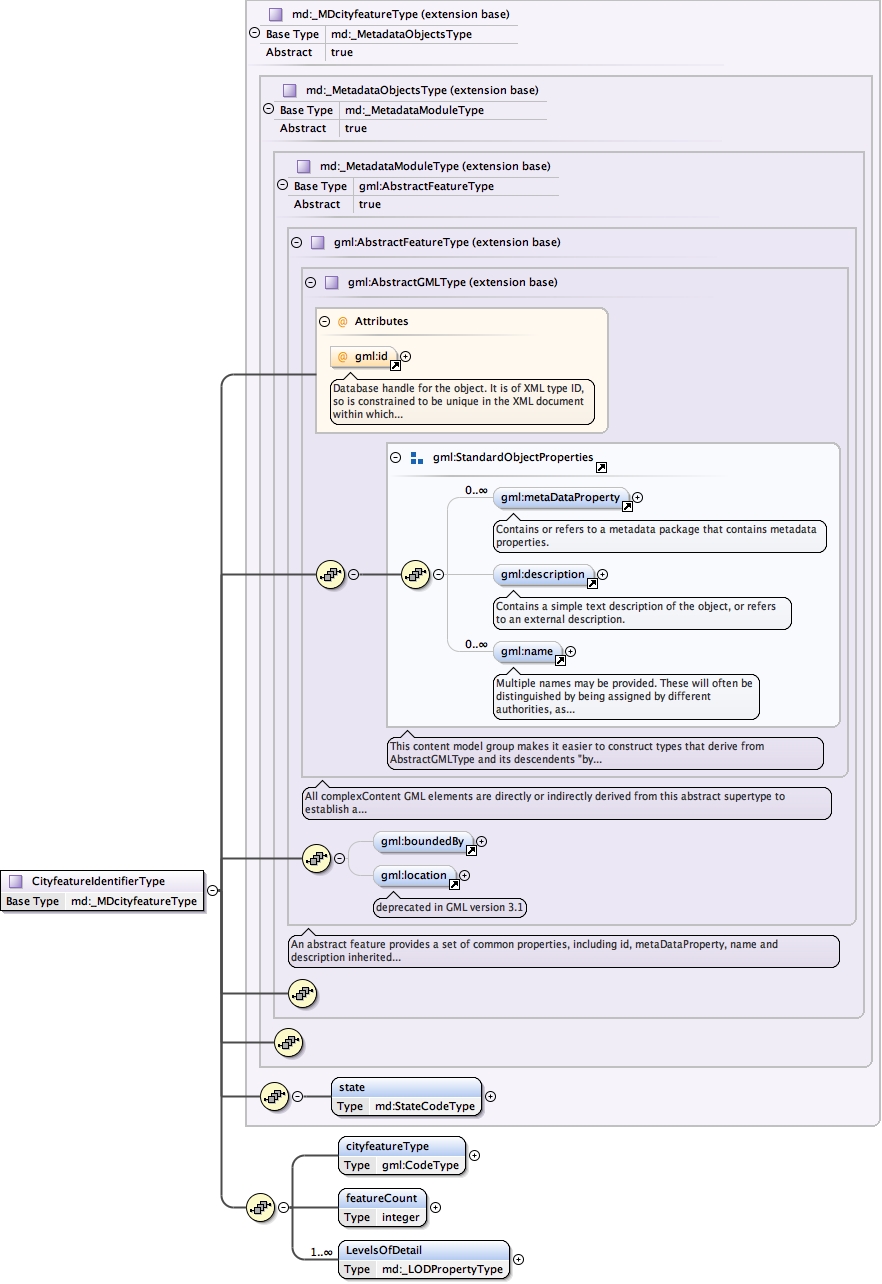 md:_MDcityfeatureType (extension base)
Base Type md:_MetadataObjectsType
Abstract true
md:_MetadataObjectsType (extension base)
Base Type md:_MetadataModuleType
Abstract true
md:_MetadataModuleType (extension base)
Base Type gml:AbstractFeatureType
Abstract true
gml:AbstractFeatureType (extension base)
gml:AbstractGMLType (extension base)
@ Attributes
@ gml:id
Database handle for the object. It is of XML type ID,
so is constrained to be unique in the XML document
within which...
gml:StandardObjectProperties
0..∞
gml:metaDataProperty
Contains or refers to a metadata package that contains metadata
properties.
gml:description
Contains a simple text description of the object, or refers
to an external description.
0..∞
gml:name
Multiple names may be provided. These will often be
distinguished by being assigned by different
authorities, as...
This content model group makes it easier to construct types that derive from
AbstractGMLType and its descendents "by...
All complexContent GML elements are directly or indirectly derived from this abstract supertype to
establish a...
gml:boundedBy
gml:location
deprecated in GML version 3.1
CityfeatureIdentifierType
Base Type md:_MDcityfeatureType
An abstract feature provides a set of common properties, including id, metaDataProperty, name and
description inherited...
state
Type md:StateCodeType
cityfeatureType
Type gml:CodeType
featureCount
Type integer
1..∞
LevelsOfDetail
Type md:_LODPropertyType